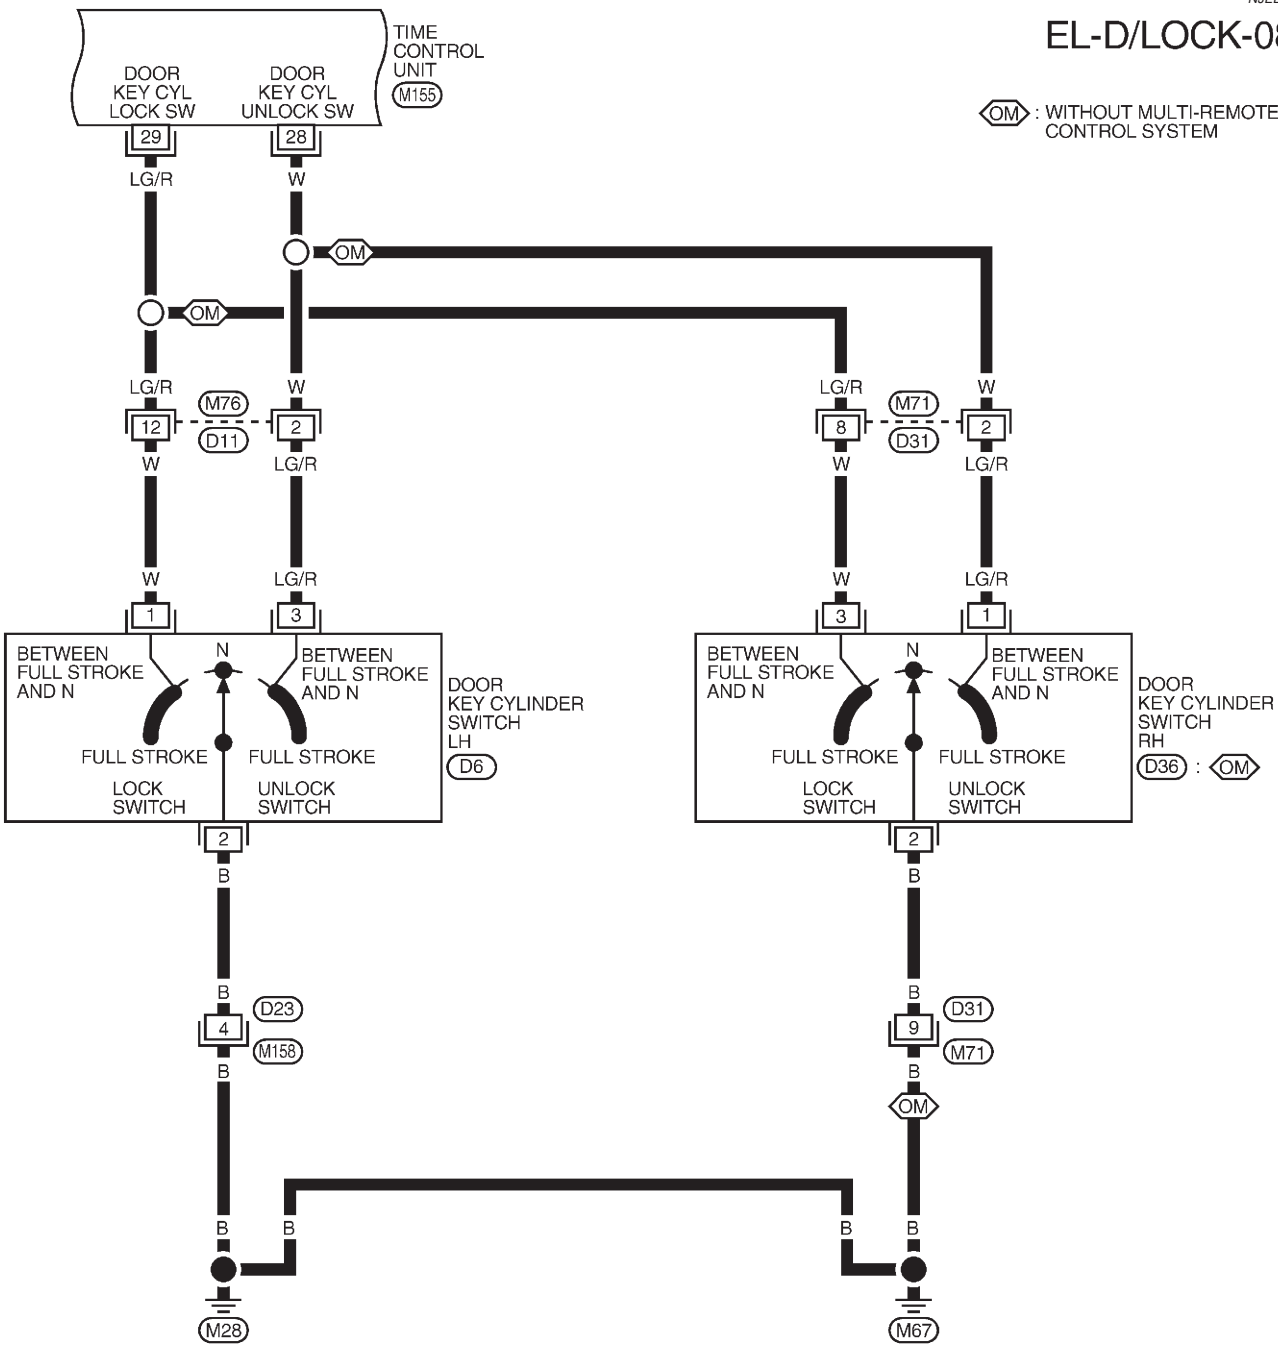 EL-D/LOCK-08
TIME
CONTROL
UNIT
M155
DOOR
KEY CYL
LOCK SW
DOOR
KEY CYL
UNLOCK SW
OM : WITHOUT MULTI-REMOTE
CONTROL SYSTEM
29 28
LG/R W
OM
OM
LG/R W LG/R W
M76 M71
12 2 8 2
D11 D31
W LG/R W LG/R
W LG/R W LG/R
1 3 3 1
BETWEEN
FULL STROKE
AND N
N
BETWEEN
FULL STROKE
AND N
FULL STROKE FULL STROKE
LOCK
SWITCH
UNLOCK
SWITCH
DOOR
KEY CYLINDER
SWITCH
LH
D6
BETWEEN
FULL STROKE
AND N
N
BETWEEN
FULL STROKE
AND N
FULL STROKE FULL STROKE
LOCK
SWITCH
UNLOCK
SWITCH
DOOR
KEY CYLINDER
SWITCH
RH
D36 : OM
2 2
B B
B B
D23 D31
4 9
M158 M71
B B
OM
B B B B
M28 M67